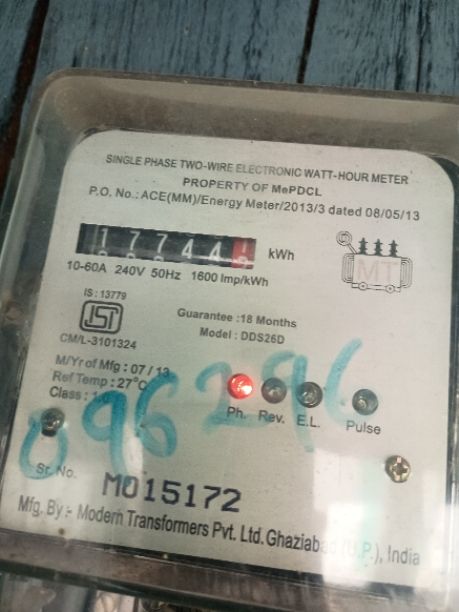 SINGLE PHASE TWO-WIRE ELECTRONIC WATT-HOUR METER
PROPERTY OF MePDCL
P.O. No.: ACE(MM)/Energy Meter/2013/3 dated 08/05/13
17744 kWh
10-60A 240V 50Hz 1600 Imp/kWh
MT
IS : 13779
ISI
CM/L-3101324
Guarantee :18 Months
Model : DDS26D
M/Yr of Mfg : 07 / 13
Ref Temp : 27°C
Class : 1
096296
Ph. Rev. E.L. Pulse
Sr. No. M015172
Mfg. By :- Modern Transformers Pvt. Ltd. Ghaziabad (U.P.), India